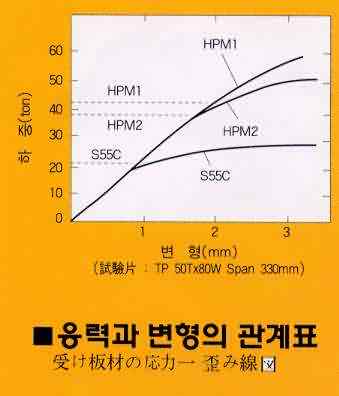 하 중(ton)
60
50
40
30
20
10
0
HPM1
HPM1
HPM2
HPM2
S55C
S55C
1 2 3
변 형(mm)
(試驗片 : TP 50Tx80W Span 330mm)
■응력과 변형의 관계표
受け板材の応力一 歪み線図